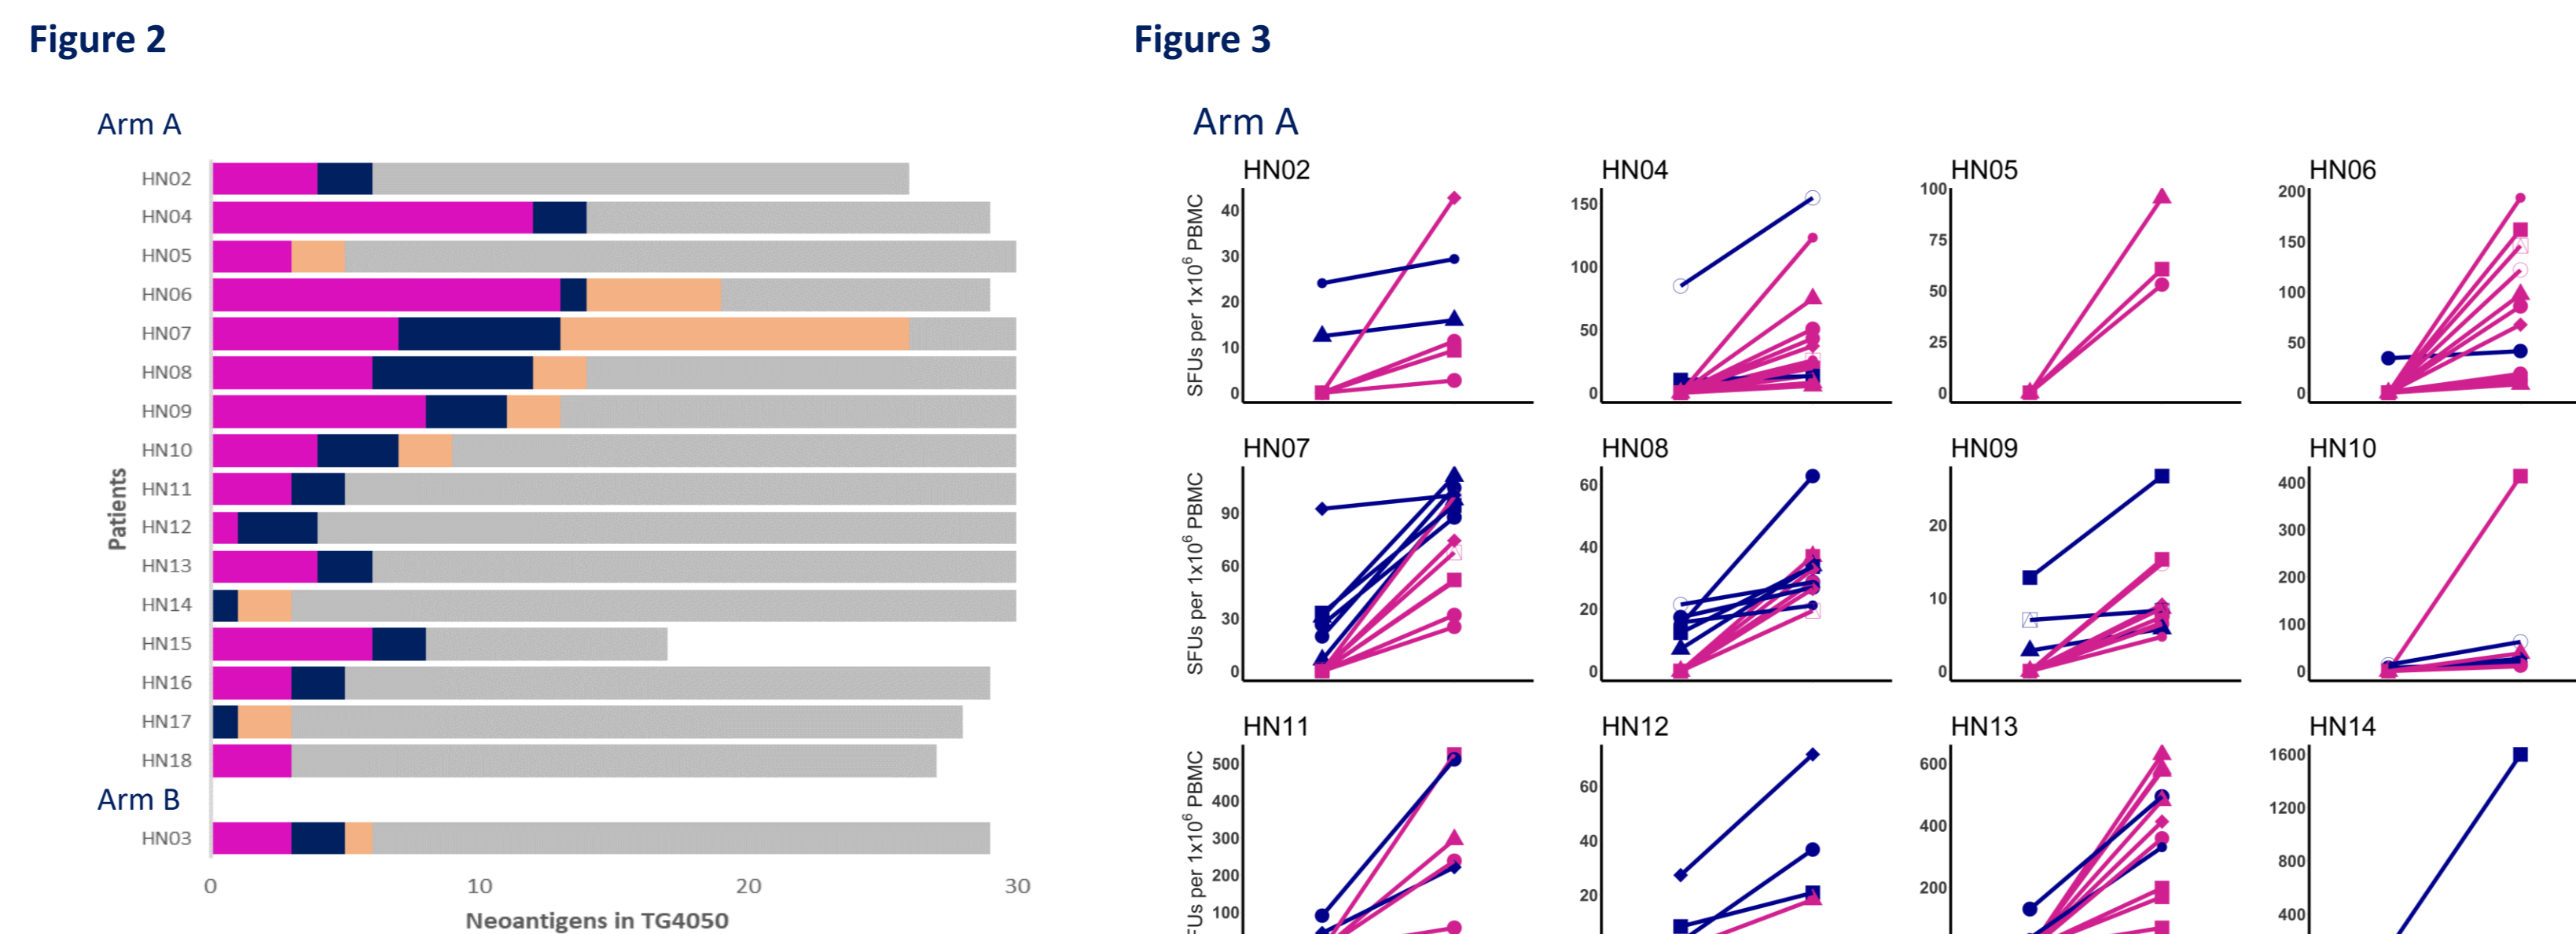 Figure 2
Arm A
HN02
HN04
HN05
HN06
HN07
HN08
HN09
HN10
HN11
HN12
HN13
HN14
HN15
HN16
HN17
HN18
Arm B
HN03
Patients
0 10 20 30
Neoantigens in TG4050
Figure 3
Arm A
HN02 HN04 HN05 HN06
SFUs per 1x10⁶ PBMC
40
30
20
10
0
150
100
50
0
100
75
50
25
0
200
150
100
50
0
HN07 HN08 HN09 HN10
SFUs per 1x10⁶ PBMC
90
60
30
0
60
40
20
0
20
10
0
400
300
200
100
0
HN11 HN12 HN13 HN14
FUs per 1x10⁶ PBMC
500
400
300
200
100
60
40
20
600
400
200
1600
1200
800
400